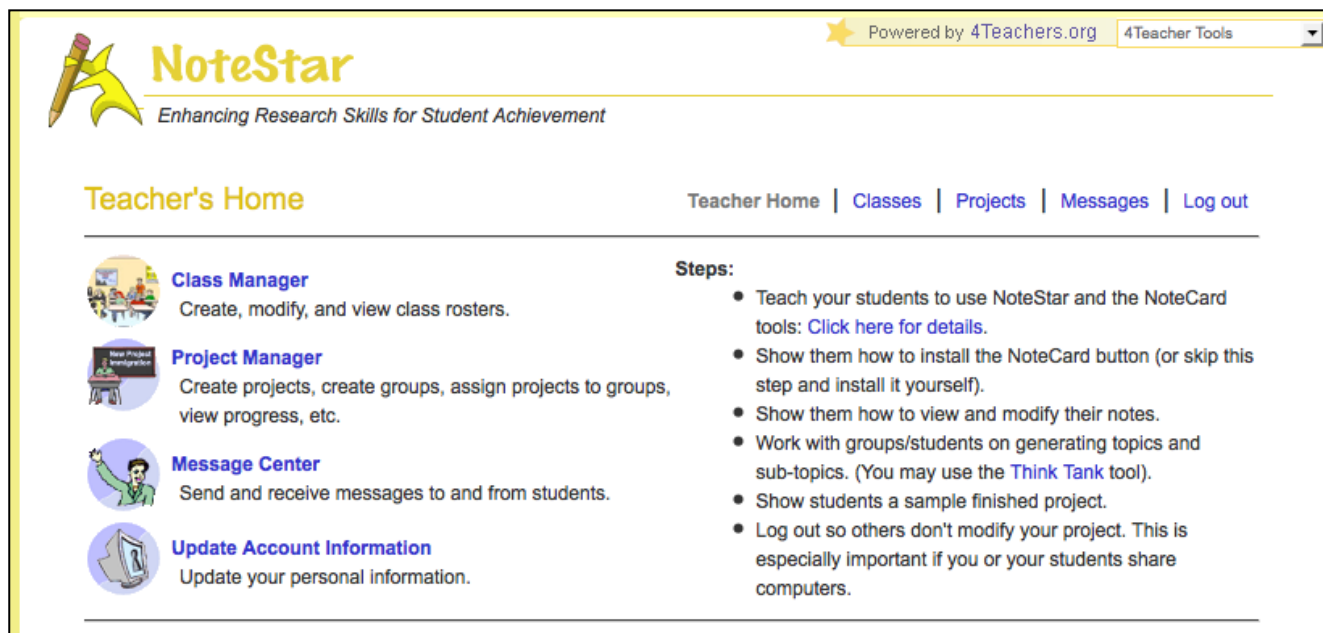 Powered by 4Teachers.org
4Teacher Tools
NoteStar
Enhancing Research Skills for Student Achievement
Teacher's Home
Teacher Home | Classes | Projects | Messages | Log out
Class Manager
Create, modify, and view class rosters.
New Project
Immigration
Project Manager
Create projects, create groups, assign projects to groups,
view progress, etc.
Message Center
Send and receive messages to and from students.
Update Account Information
Update your personal information.
Steps:
● Teach your students to use NoteStar and the NoteCard
tools: Click here for details.
● Show them how to install the NoteCard button (or skip this
step and install it yourself).
● Show them how to view and modify their notes.
● Work with groups/students on generating topics and
sub-topics. (You may use the Think Tank tool).
● Show students a sample finished project.
● Log out so others don't modify your project. This is
especially important if you or your students share
computers.